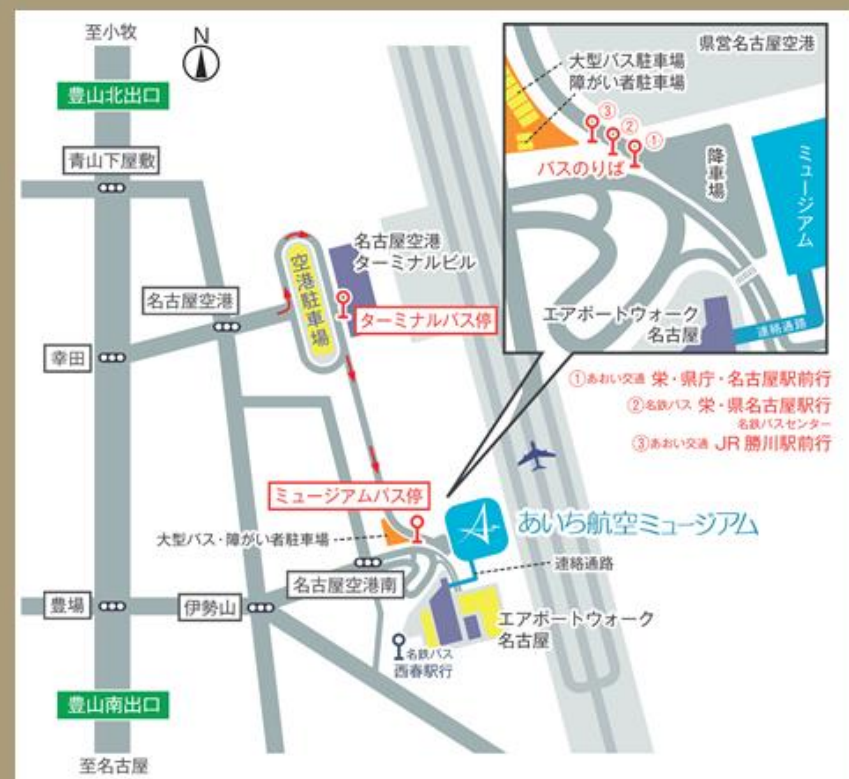 至小牧
N
豊山北出口
青山下屋敷
名古屋空港
幸田
空港駐車場
名古屋空港
ターミナルビル
ターミナルバス停
県営名古屋空港
大型バス駐車場
障がい者駐車場
③
②
①
バスのりば
降車場
ミュージアム
エアポートウォーク
名古屋
連絡通路
①あおい交通 栄・県庁・名古屋駅前行
②名鉄バス 栄・県名古屋駅行
名鉄バスセンター
③あおい交通 JR勝川駅前行
ミュージアムバス停
大型バス・障がい者駐車場
あいち航空ミュージアム
連絡通路
名古屋空港南
豊場
伊勢山
エアポートウォーク
名古屋
名鉄バス
西春駅行
豊山南出口
至名古屋